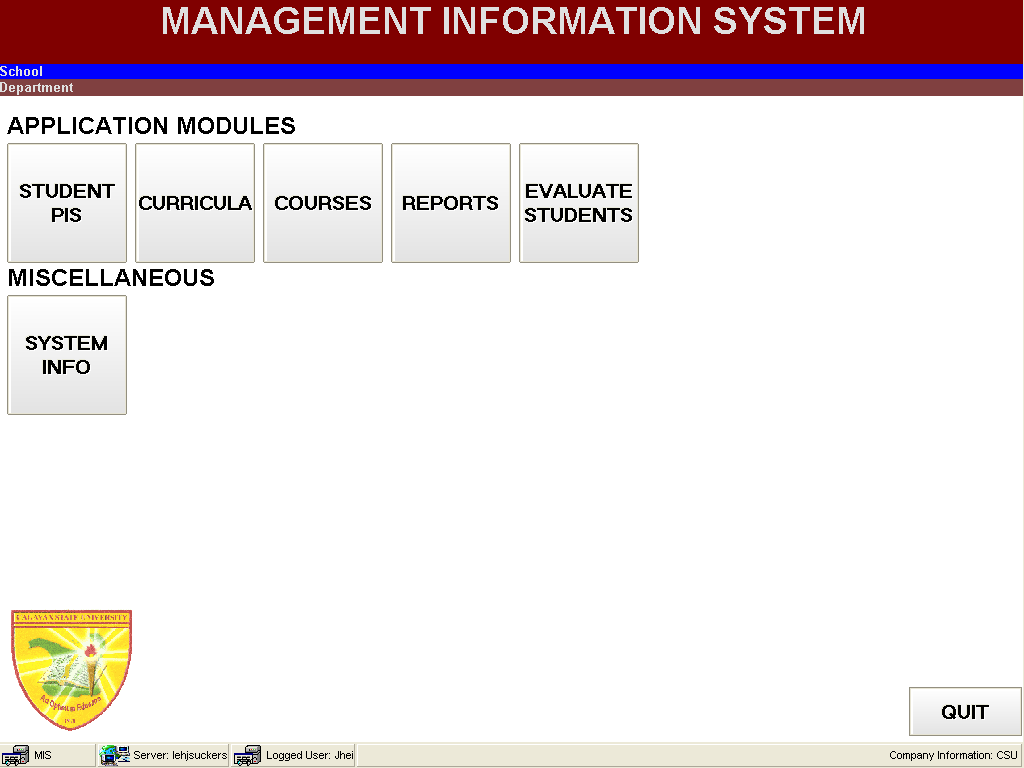 MANAGEMENT INFORMATION SYSTEM
School
Department
APPLICATION MODULES
STUDENT
PIS
CURRICULA
COURSES
REPORTS
EVALUATE
STUDENTS
MISCELLANEOUS
SYSTEM
INFO
CAGAYAN STATE UNIVERSITY
QUIT
MIS
Server: lehjsuckers
Logged User: Jhei
Company Information: CSU